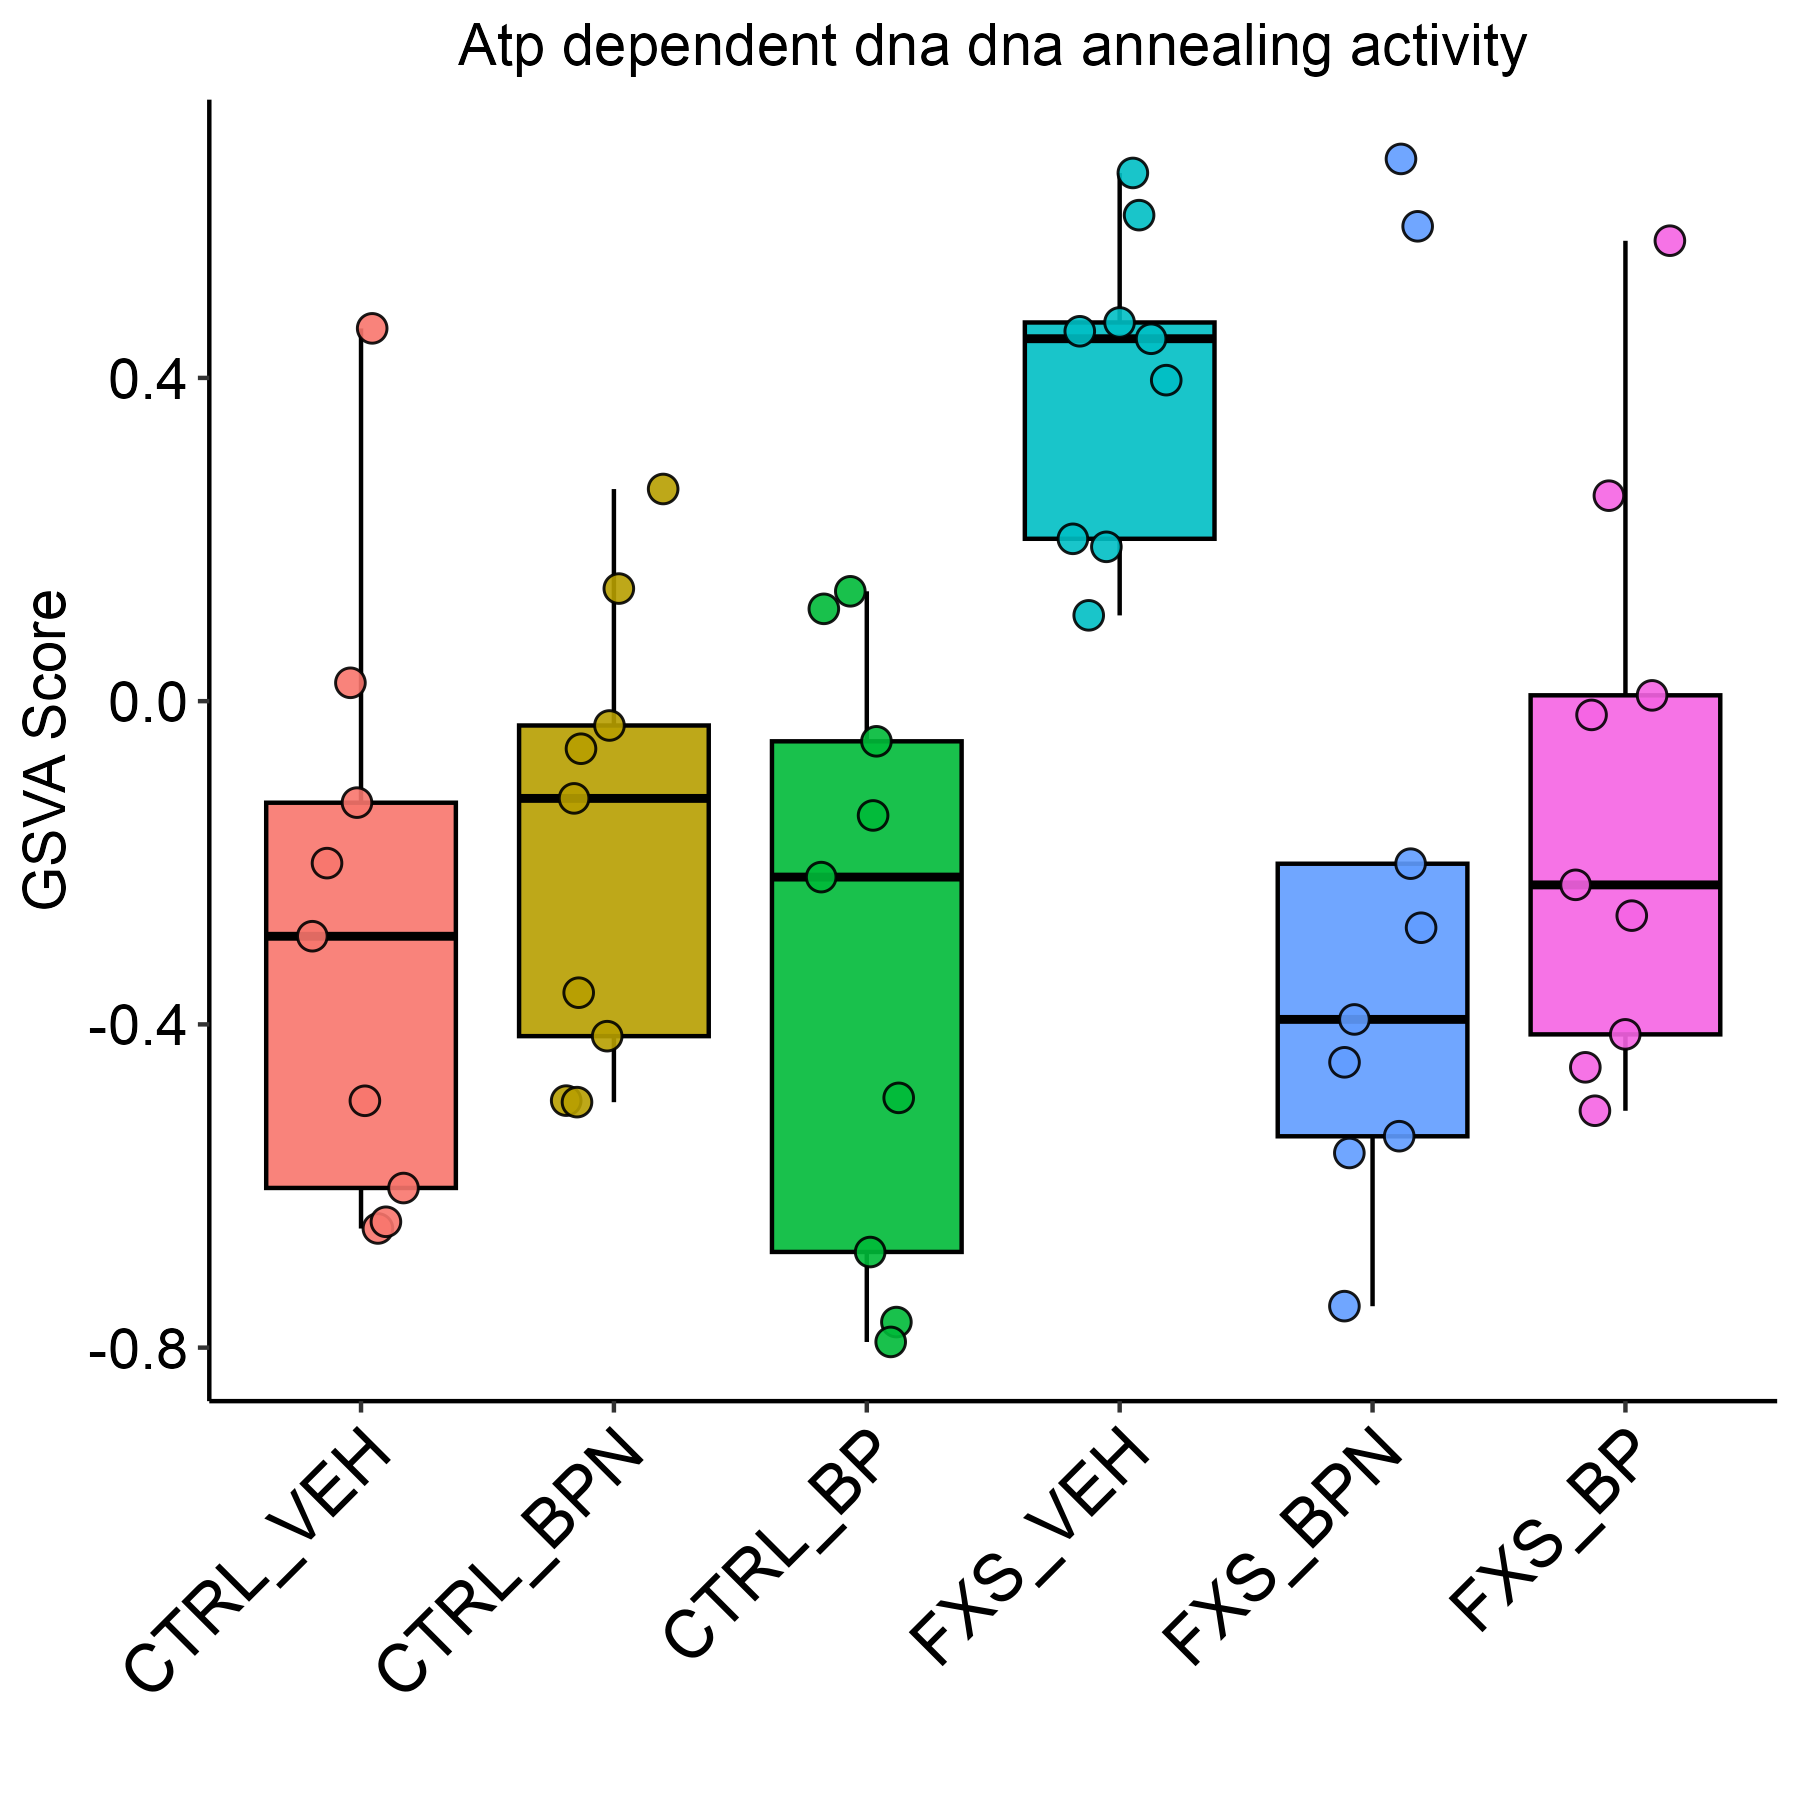 Atp dependent dna dna annealing activity
GSVA Score
0.4
0.0
-0.4
-0.8
CTRL_VEH
CTRL_BPN
CTRL_BP
FXS_VEH
FXS_BPN
FXS_BP